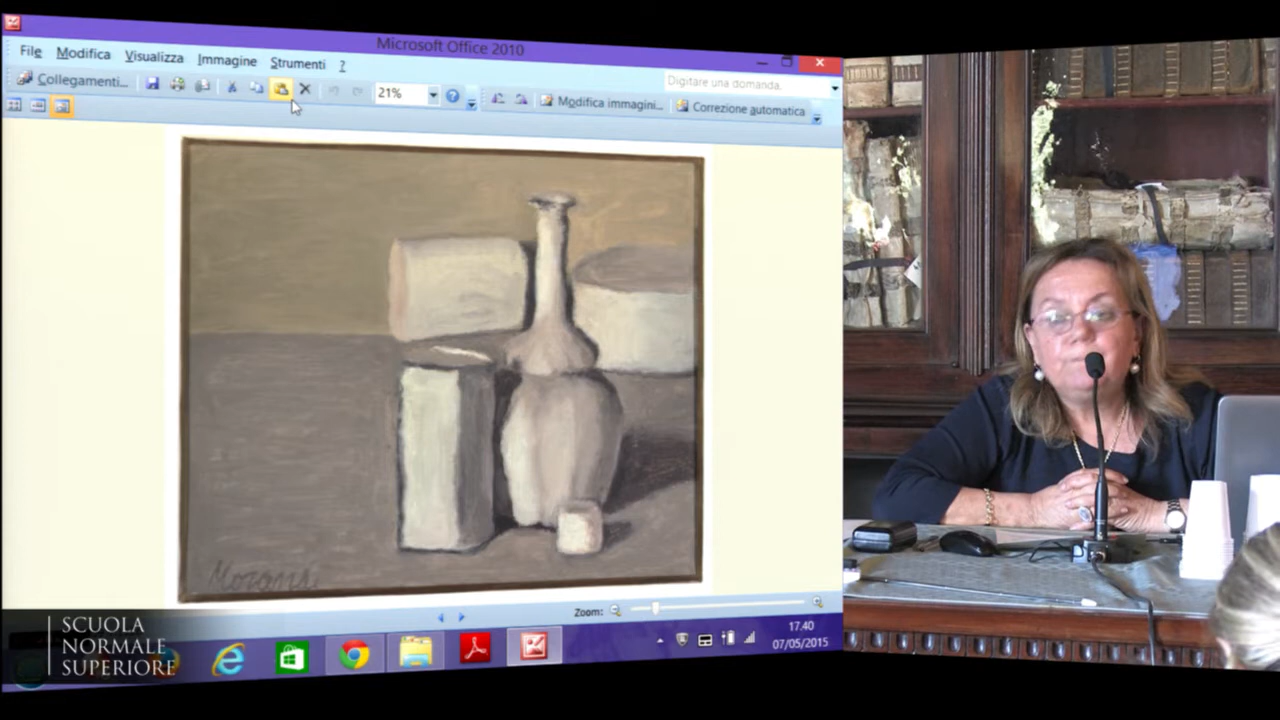 Microsoft Office 2010
File Modifica Visualizza Immagine Strumenti ?
Digitare una domanda.
Collegamenti... 21% Modifica immagini... Correzione automatica
Morandi
Zoom:
17.40
07/05/2015
SCUOLA
NORMALE
SUPERIORE